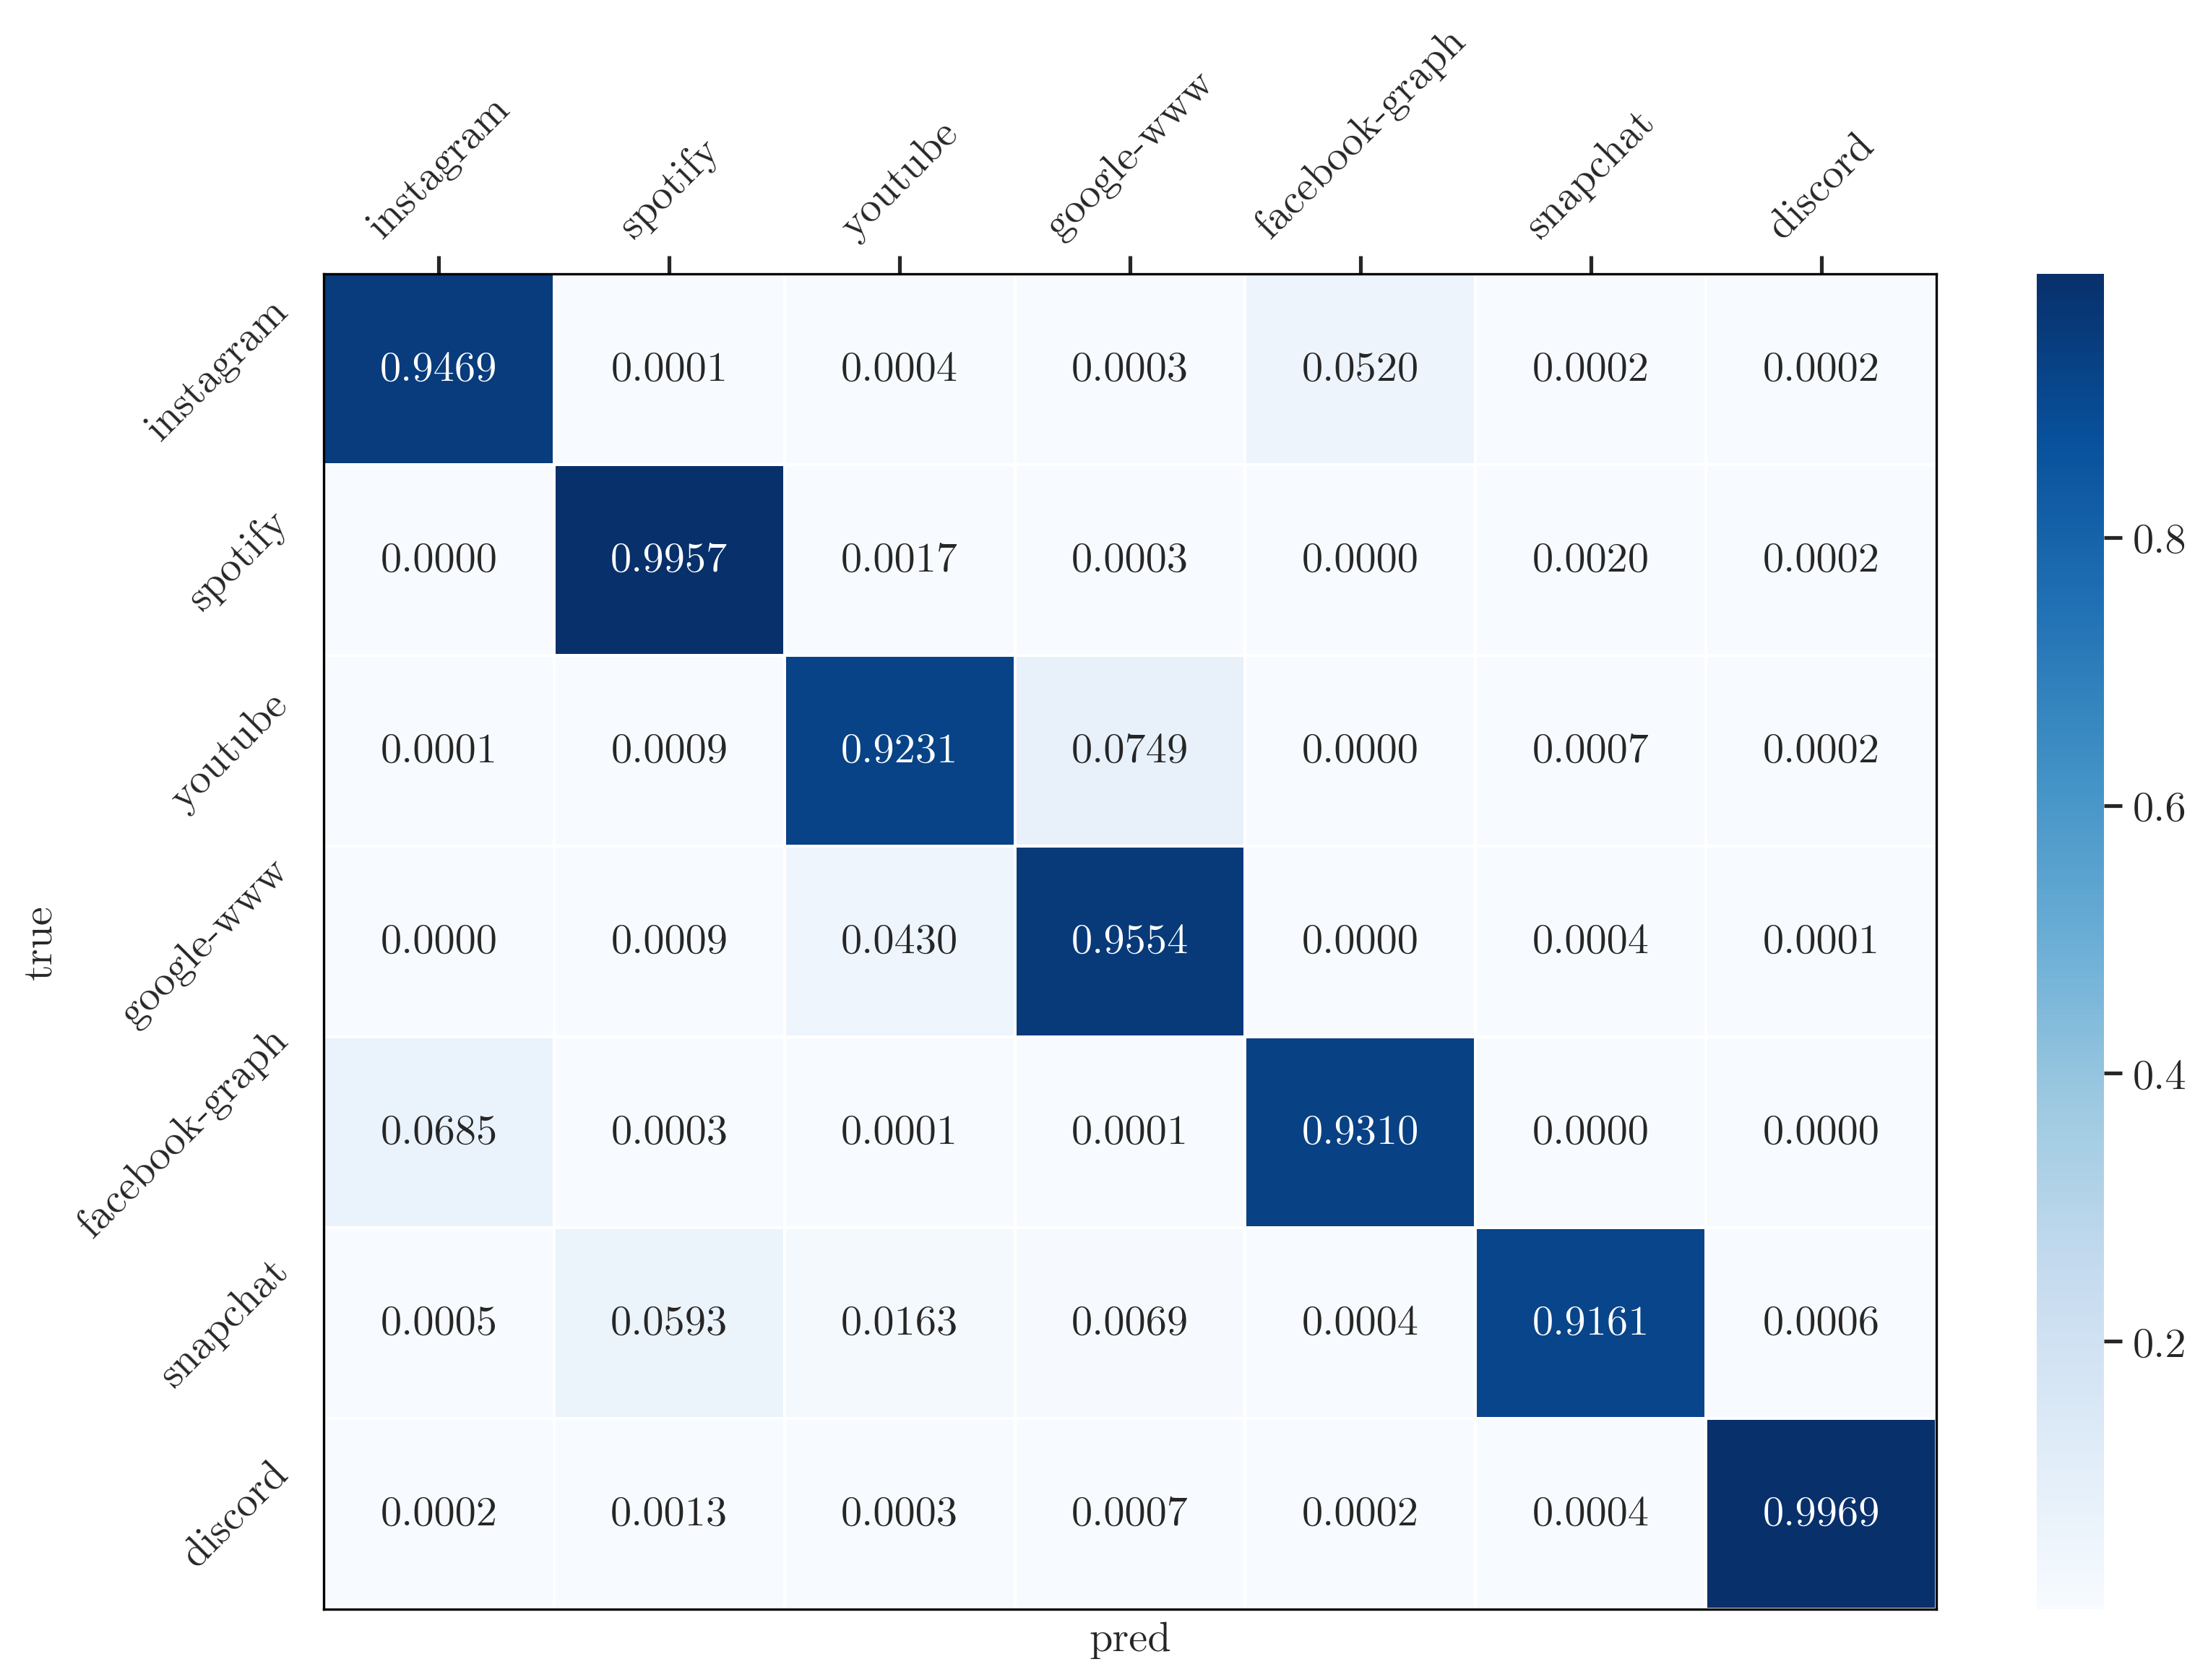 instagram spotify youtube google-www facebook-graph snapchat discord
instagram 0.9469 0.0001 0.0004 0.0003 0.0520 0.0002 0.0002
spotify 0.0000 0.9957 0.0017 0.0003 0.0000 0.0020 0.0002
youtube 0.0001 0.0009 0.9231 0.0749 0.0000 0.0007 0.0002
google-www 0.0000 0.0009 0.0430 0.9554 0.0000 0.0004 0.0001
facebook-graph 0.0685 0.0003 0.0001 0.0001 0.9310 0.0000 0.0000
snapchat 0.0005 0.0593 0.0163 0.0069 0.0004 0.9161 0.0006
discord 0.0002 0.0013 0.0003 0.0007 0.0002 0.0004 0.9969
true
pred
0.8
0.6
0.4
0.2